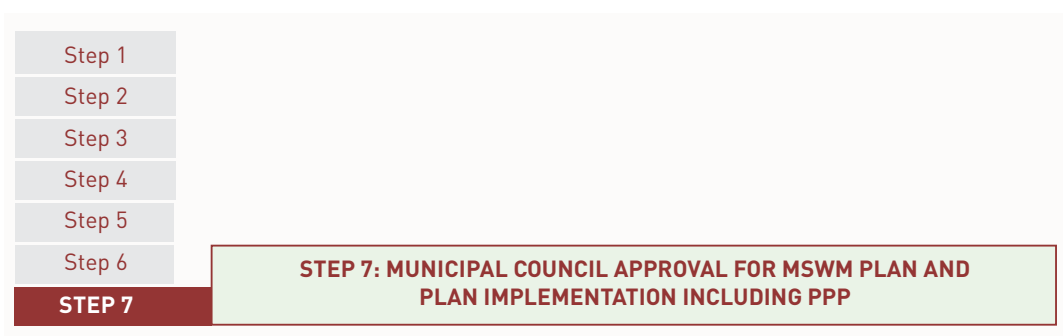 Step 1
Step 2
Step 3
Step 4
Step 5
Step 6
STEP 7
STEP 7: MUNICIPAL COUNCIL APPROVAL FOR MSWM PLAN AND
PLAN IMPLEMENTATION INCLUDING PPP